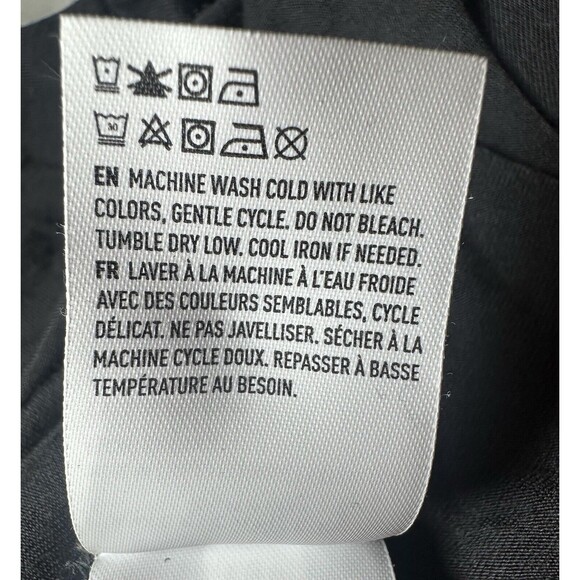 30
EN MACHINE WASH COLD WITH LIKE
COLORS, GENTLE CYCLE. DO NOT BLEACH.
TUMBLE DRY LOW. COOL IRON IF NEEDED.
FR LAVER À LA MACHINE À L'EAU FROIDE
AVEC DES COULEURS SEMBLABLES, CYCLE
DÉLICAT. NE PAS JAVELLISER. SÉCHER À LA
MACHINE CYCLE DOUX. REPASSER À BASSE
TEMPÉRATURE AU BESOIN.